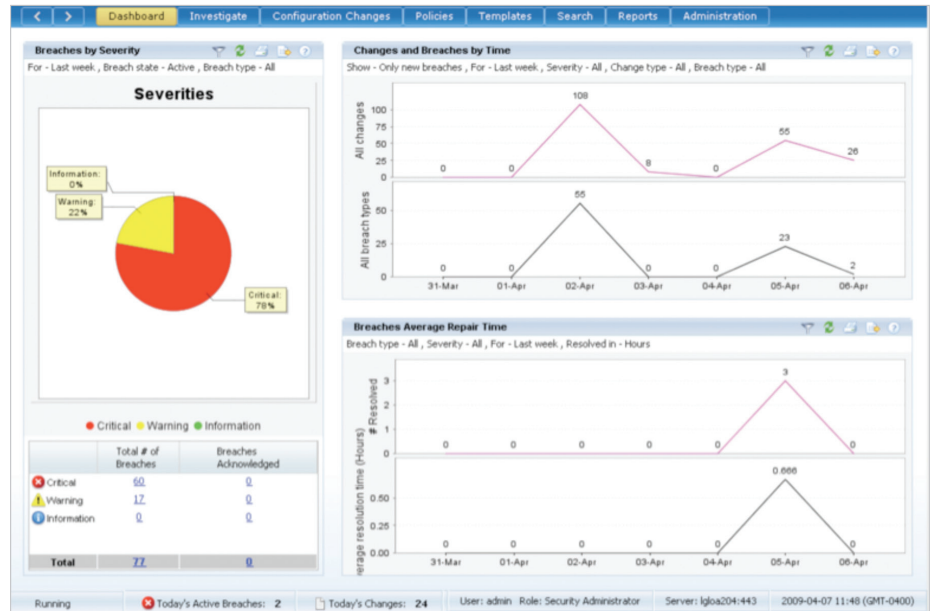 Dashboard Investigate Configuration Changes Policies Templates Search Reports Administration
Breaches by Severity
For - Last week , Breach state - Active , Breach type - All
Severities
Information:
0%
Warning:
22%
Critical:
78%
Critical Warning Information
Total # of Breaches Breaches Acknowledged
Critical 60 0
Warning 17 0
Information 0 0
Total 77 0
Changes and Breaches by Time
Show - Only new breaches , For - Last week , Severity - All , Change type - All , Breach type - All
All changes
100
75
50
25
0
0 0 108 8 0 55 26
All breach types
50
25
0
0 0 55 0 0 23 2
31-Mar 01-Apr 02-Apr 03-Apr 04-Apr 05-Apr 06-Apr
Breaches Average Repair Time
Breach type - All , Severity - All , For - Last week , Resolved in - Hours
# Resolved
3
2
1
0
0 0 0 0 0 3 0
erage resolution time (Hours)
0.50
0.25
0.00
0 0 0 0 0 0.666 0
31-Mar 01-Apr 02-Apr 03-Apr 04-Apr 05-Apr 06-Apr
Running Today's Active Breaches: 2 Today's Changes: 24 User: admin Role: Security Administrator Server: lgloa204:443 2009-04-07 11:48 (GMT-0400)